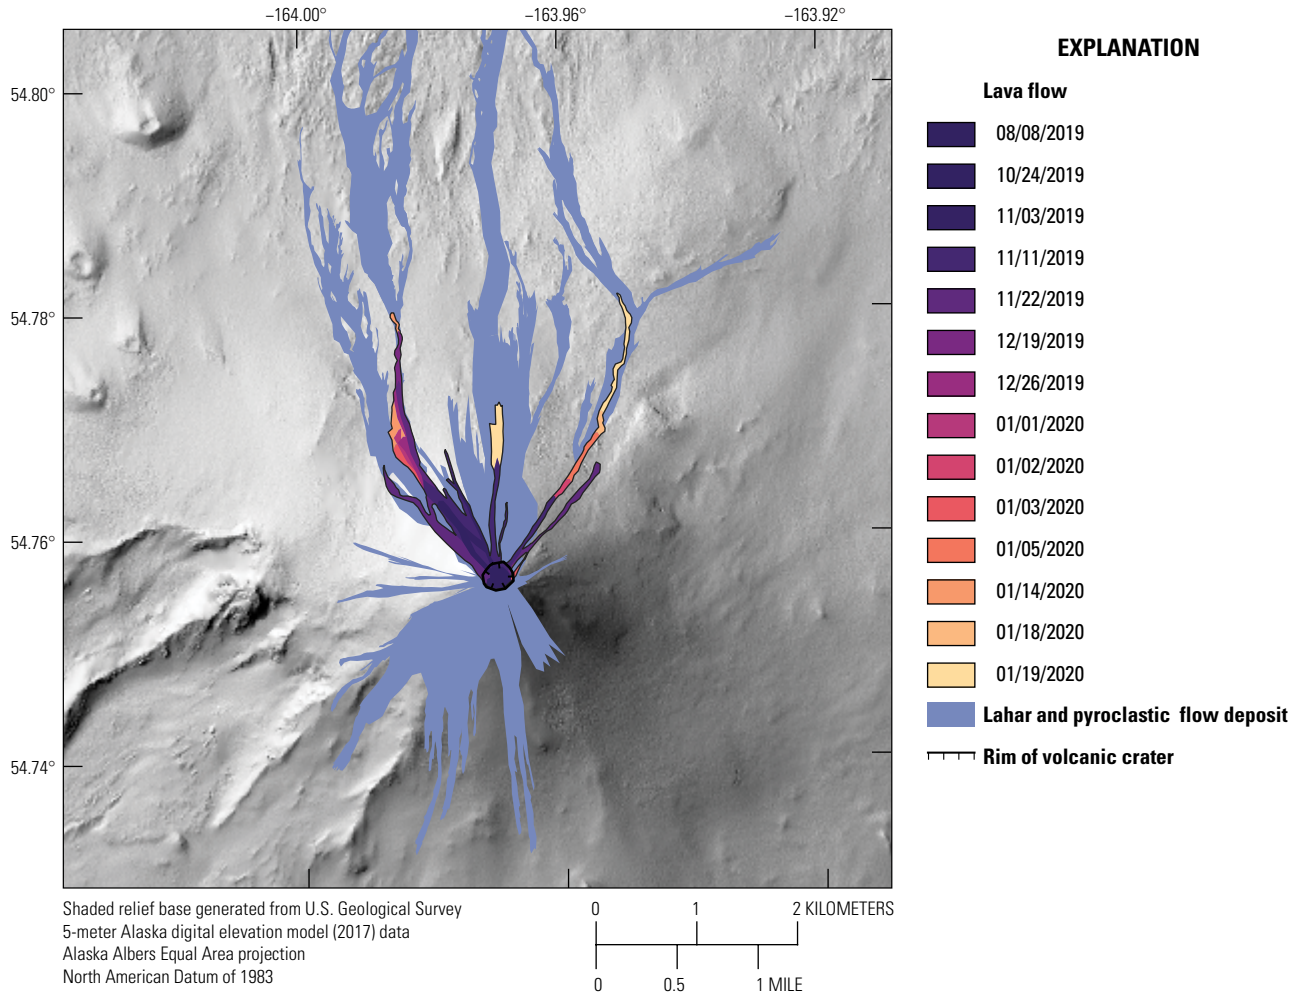 −164.00° −163.96° −163.92°
54.80°
54.78°
54.76°
54.74°
EXPLANATION
Lava flow
08/08/2019
10/24/2019
11/03/2019
11/11/2019
11/22/2019
12/19/2019
12/26/2019
01/01/2020
01/02/2020
01/03/2020
01/05/2020
01/14/2020
01/18/2020
01/19/2020
Lahar and pyroclastic flow deposit
Rim of volcanic crater
Shaded relief base generated from U.S. Geological Survey
5-meter Alaska digital elevation model (2017) data
Alaska Albers Equal Area projection
North American Datum of 1983
0 1 2 KILOMETERS
0 0.5 1 MILE